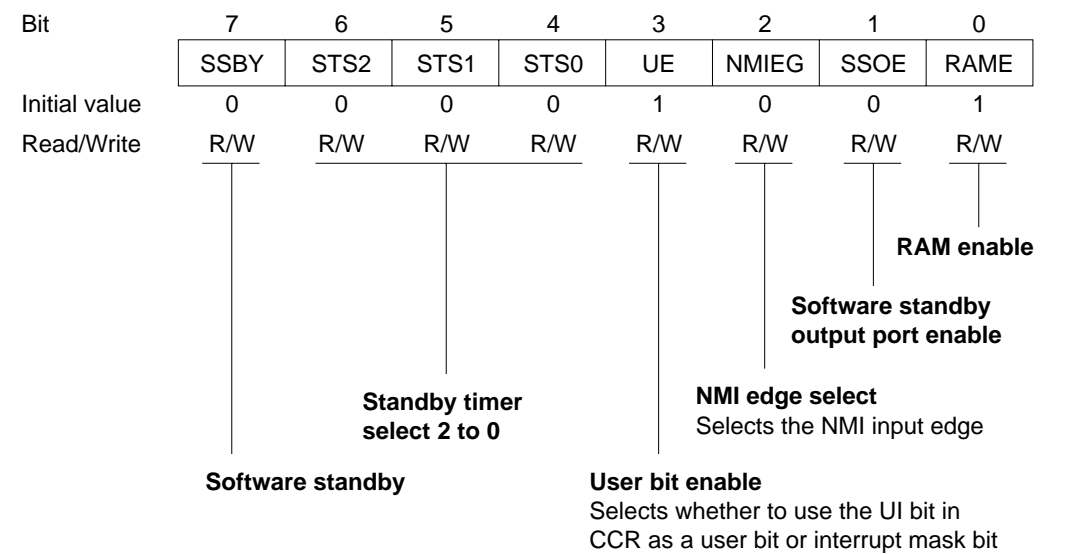 Bit 7 6 5 4 3 2 1 0
SSBY STS2 STS1 STS0 UE NMIEG SSOE RAME
Initial value 0 0 0 0 1 0 0 1
Read/Write R/W R/W R/W R/W R/W R/W R/W R/W
RAM enable
Software standby
output port enable
NMI edge select
Selects the NMI input edge
Standby timer
select 2 to 0
Software standby
User bit enable
Selects whether to use the UI bit in
CCR as a user bit or interrupt mask bit